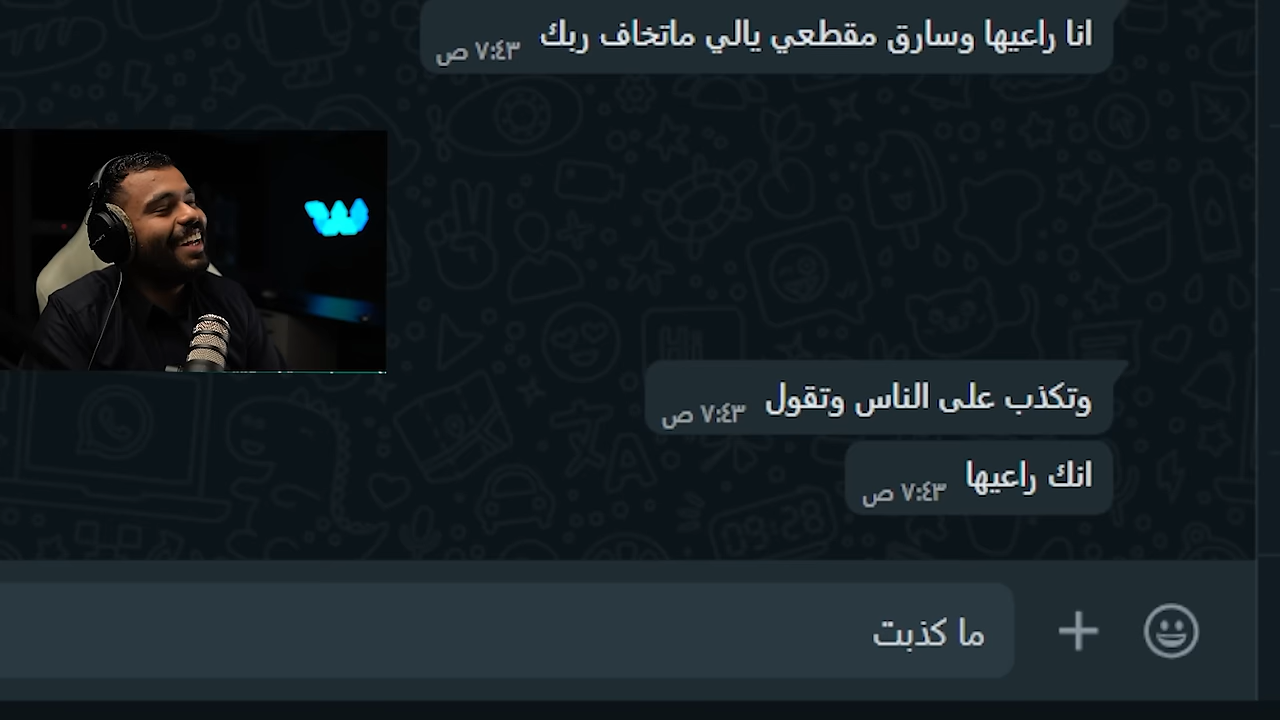 انا راعيها وسارق مقطعي يالي ماتخاف ربك ٧:٤٣ ص
W
وتكذب على الناس وتقول ٧:٤٣ ص
انك راعيها ٧:٤٣ ص
ما كذبت